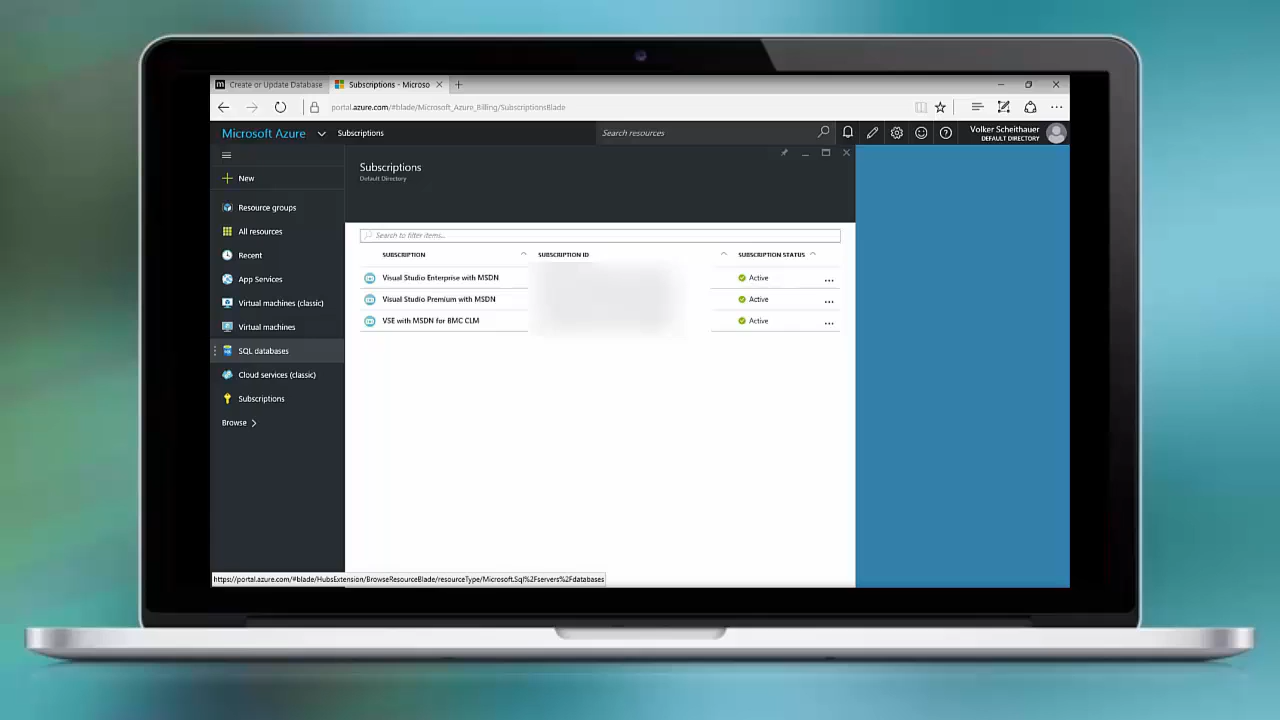 Create or Update Database
Subscriptions - Microso
portal.azure.com/#blade/Microsoft_Azure_Billing/SubscriptionsBlade
Microsoft Azure
Subscriptions
Search resources
Volker Scheithauer
DEFAULT DIRECTORY
New
Resource groups
All resources
Recent
App Services
Virtual machines (classic)
Virtual machines
SQL databases
Cloud services (classic)
Subscriptions
Browse
Subscriptions
Default Directory
Search to filter items...
SUBSCRIPTION SUBSCRIPTION ID SUBSCRIPTION STATUS
Visual Studio Enterprise with MSDN Active ...
Visual Studio Premium with MSDN Active ...
VSE with MSDN for BMC CLM Active ...
https://portal.azure.com/#blade/HubsExtension/BrowseResourceBlade/resourceType/Microsoft.Sql%2Fservers%2Fdatabases